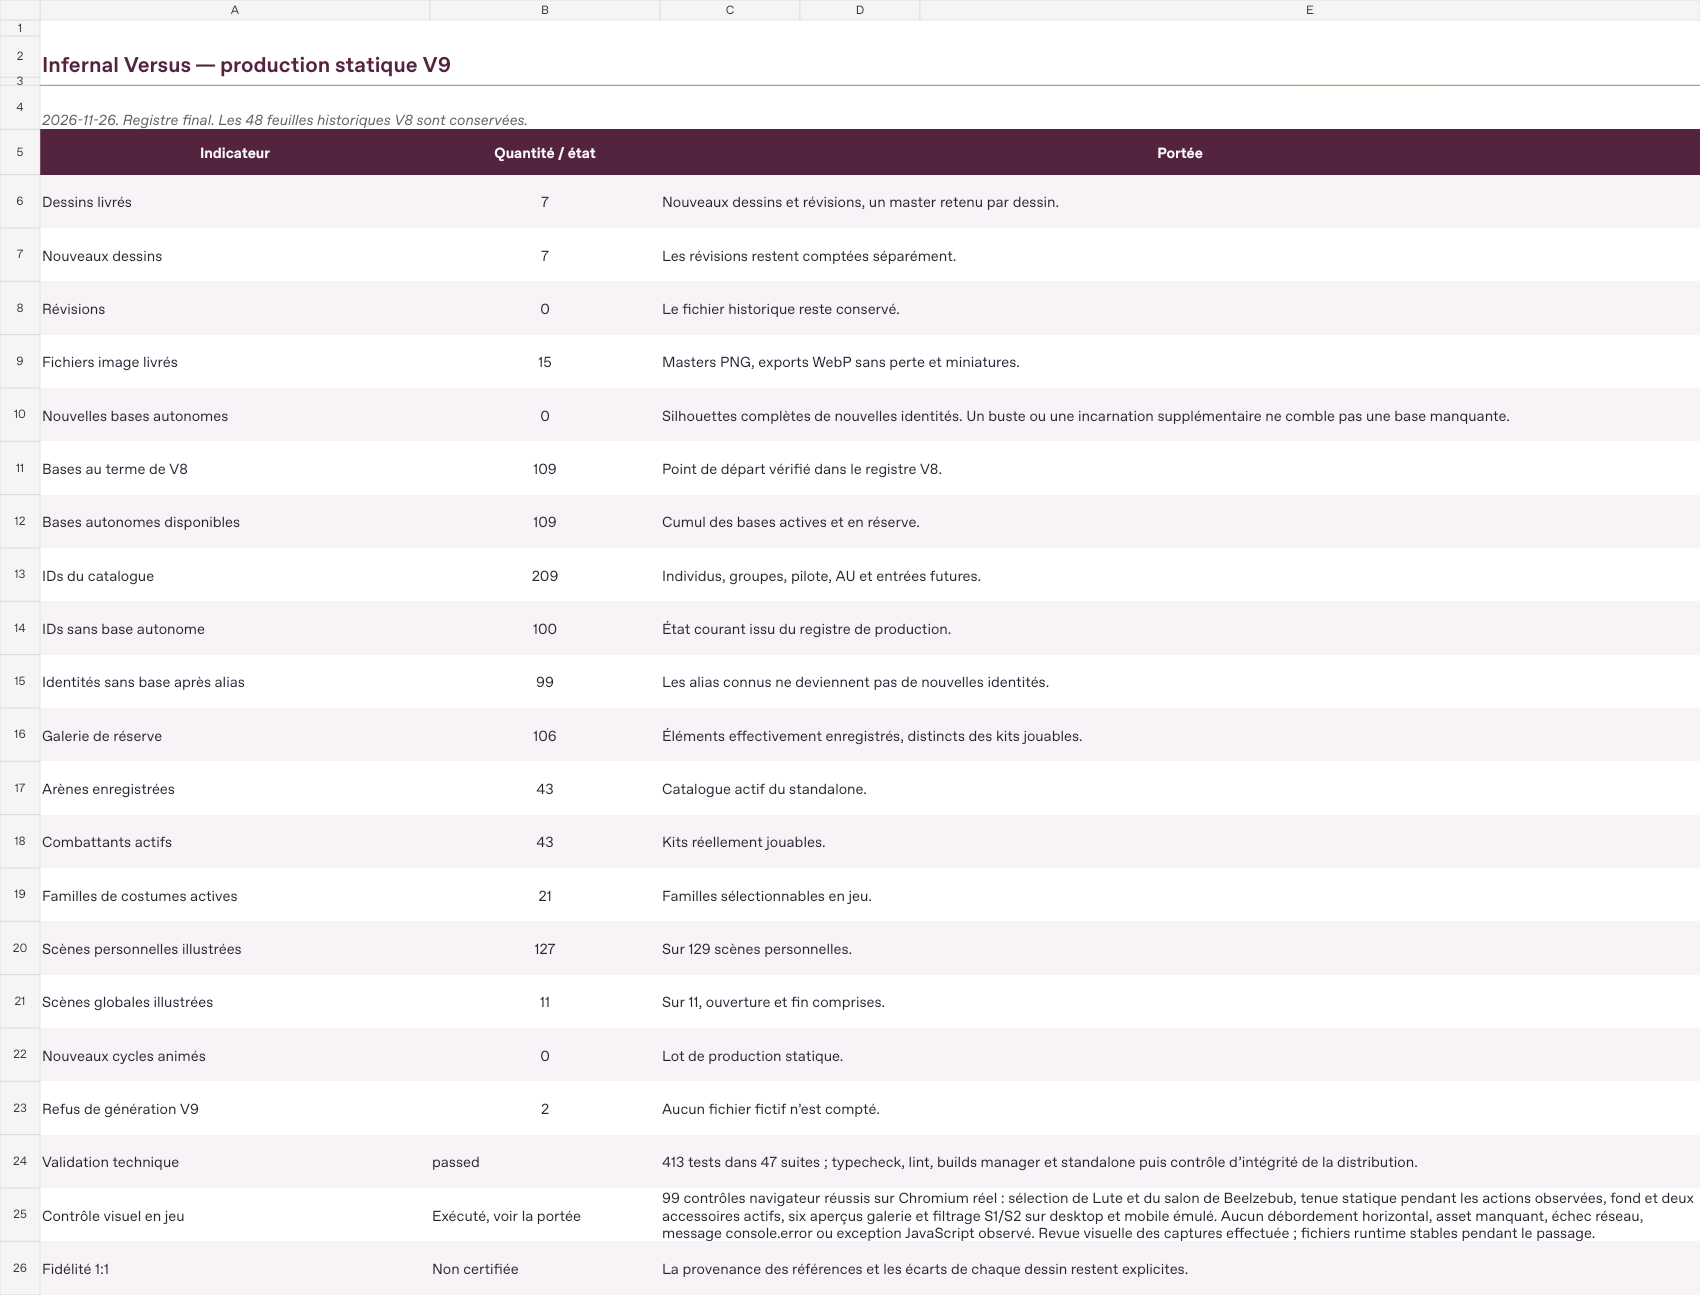 A B C D E
1
2 Infernal Versus — production statique V9
3
4 2026-11-26. Registre final. Les 48 feuilles historiques V8 sont conservées.
5 Indicateur Quantité / état Portée
6 Dessins livrés 7 Nouveaux dessins et révisions, un master retenu par dessin.
7 Nouveaux dessins 7 Les révisions restent comptées séparément.
8 Révisions 0 Le fichier historique reste conservé.
9 Fichiers image livrés 15 Masters PNG, exports WebP sans perte et miniatures.
10 Nouvelles bases autonomes 0 Silhouettes complètes de nouvelles identités. Un buste ou une incarnation supplémentaire ne comble pas une base manquante.
11 Bases au terme de V8 109 Point de départ vérifié dans le registre V8.
12 Bases autonomes disponibles 109 Cumul des bases actives et en réserve.
13 IDs du catalogue 209 Individus, groupes, pilote, AU et entrées futures.
14 IDs sans base autonome 100 État courant issu du registre de production.
15 Identités sans base après alias 99 Les alias connus ne deviennent pas de nouvelles identités.
16 Galerie de réserve 106 Éléments effectivement enregistrés, distincts des kits jouables.
17 Arènes enregistrées 43 Catalogue actif du standalone.
18 Combattants actifs 43 Kits réellement jouables.
19 Familles de costumes actives 21 Familles sélectionnables en jeu.
20 Scènes personnelles illustrées 127 Sur 129 scènes personnelles.
21 Scènes globales illustrées 11 Sur 11, ouverture et fin comprises.
22 Nouveaux cycles animés 0 Lot de production statique.
23 Refus de génération V9 2 Aucun fichier fictif n’est compté.
24 Validation technique passed 413 tests dans 47 suites ; typecheck, lint, builds manager et standalone puis contrôle d’intégrité de la distribution.
25 Contrôle visuel en jeu Exécuté, voir la portée 99 contrôles navigateur réussis sur Chromium réel : sélection de Lute et du salon de Beelzebub, tenue statique pendant les actions observées, fond et deux
accessoires actifs, six aperçus galerie et filtrage S1/S2 sur desktop et mobile émulé. Aucun débordement horizontal, asset manquant, échec réseau,
message console.error ou exception JavaScript observé. Revue visuelle des captures effectuée ; fichiers runtime stables pendant le passage.
26 Fidélité 1:1 Non certifiée La provenance des références et les écarts de chaque dessin restent explicites.